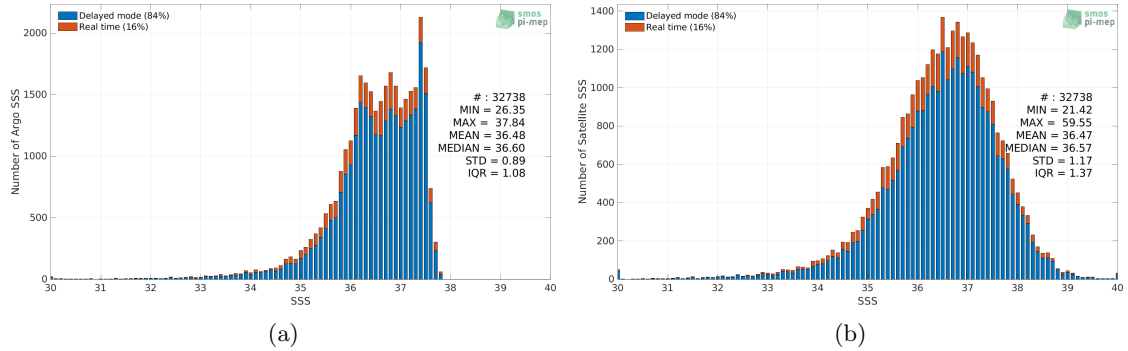 Delayed mode (84%)
Real time (16%)
smos
pi-mep
Number of Argo SSS
2000
1500
1000
500
0
# : 32738
MIN = 26.35
MAX = 37.84
MEAN = 36.48
MEDIAN = 36.60
STD = 0.89
IQR = 1.08
30 31 32 33 34 35 36 37 38 39 40
SSS
(a)
Delayed mode (84%)
Real time (16%)
smos
pi-mep
Number of Satellite SSS
1400
1200
1000
800
600
400
200
0
# : 32738
MIN = 21.42
MAX = 59.55
MEAN = 36.47
MEDIAN = 36.57
STD = 1.17
IQR = 1.37
30 31 32 33 34 35 36 37 38 39 40
SSS
(b)